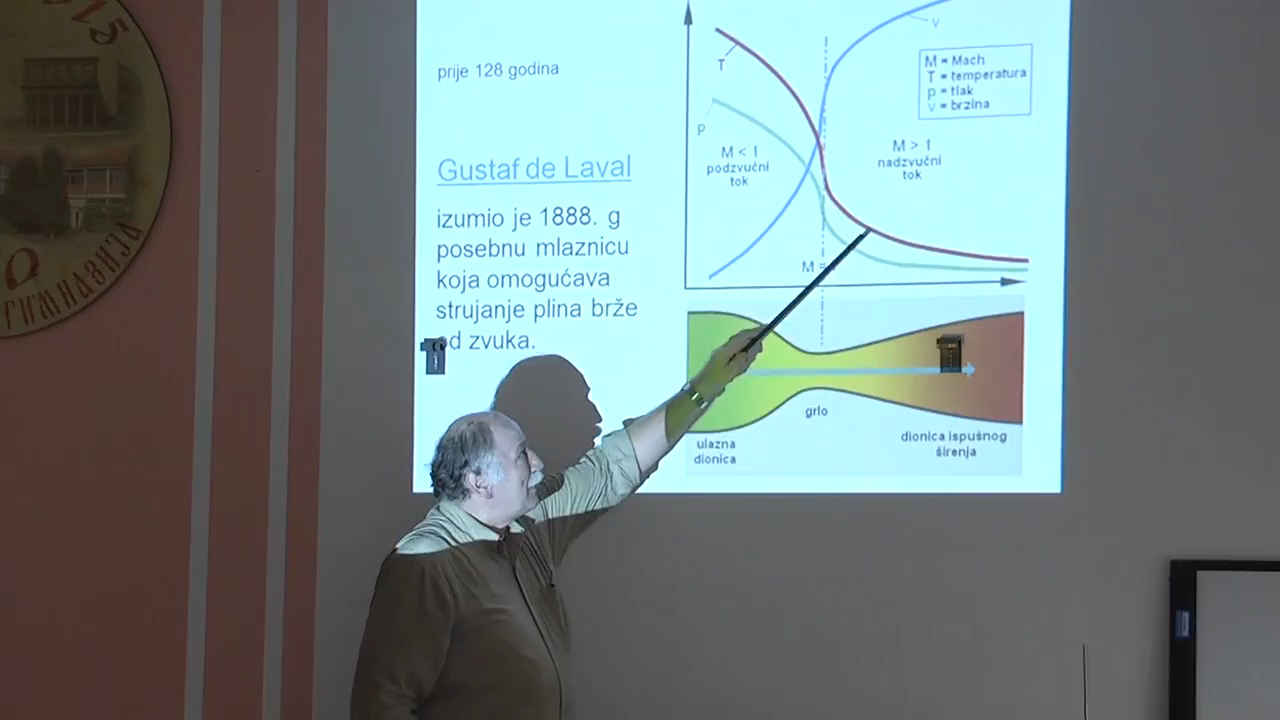 prije 128 godina
Gustaf de Laval
izumio je 1888. g
posebnu mlaznicu
koja omogućava
strujanje plina brže
od zvuka.
T
p
v
M = Mach
T = temperatura
p = tlak
v = brzina
M < 1
podzvučni
tok
M > 1
nadzvučni
tok
M =
grlo
ulazna
dionica
dionica ispušnog
širenja
ГИМНАЗИЈА